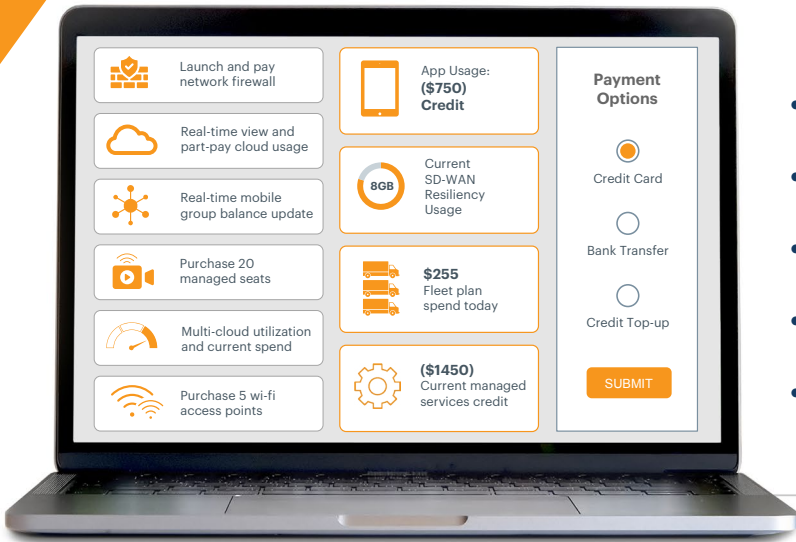 Launch and pay
network firewall
Real-time view and
part-pay cloud usage
Real-time mobile
group balance update
Purchase 20
managed seats
Multi-cloud utilization
and current spend
Purchase 5 wi-fi
access points
App Usage:
($750)
Credit
8GB
Current
SD-WAN
Resiliency
Usage
$255
Fleet plan
spend today
($1450)
Current managed
services credit
Payment
Options
Credit Card
Bank Transfer
Credit Top-up
SUBMIT